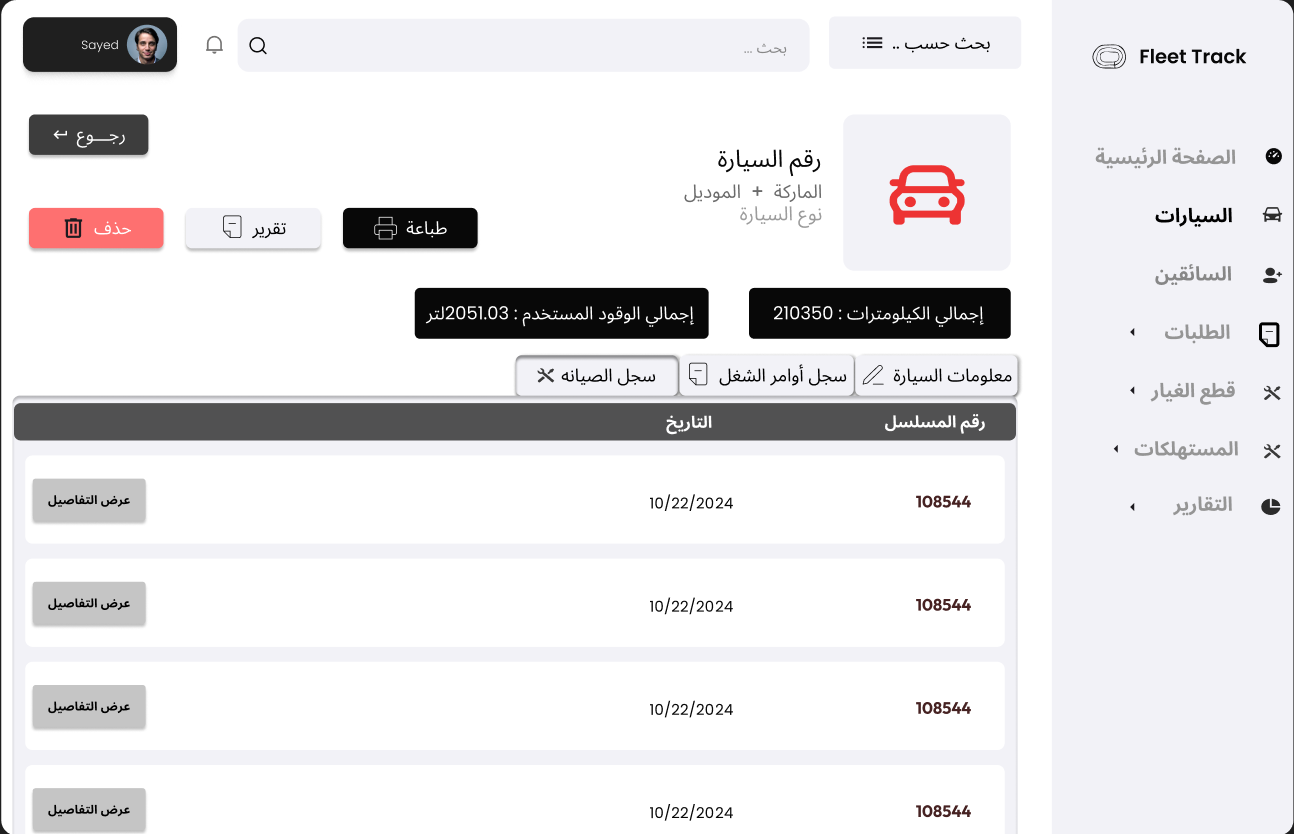 Fleet Track
الصفحة الرئيسية
السيارات
السائقين
الطلبات
قطع الغيار
المستهلكات
التقارير
بحث حسب ..
بحث ...
Sayed
رجــوع
رقم السيارة
الماركة + الموديل
نوع السيارة
طباعة
تقرير
حذف
إجمالي الكيلومترات : 210350
إجمالي الوقود المستخدم : 2051.03لتر
معلومات السيارة
سجل أوامر الشغل
سجل الصيانه
رقم المسلسل
التاريخ
108544
10/22/2024
عرض التفاصيل
108544
10/22/2024
عرض التفاصيل
108544
10/22/2024
عرض التفاصيل
108544
10/22/2024
عرض التفاصيل